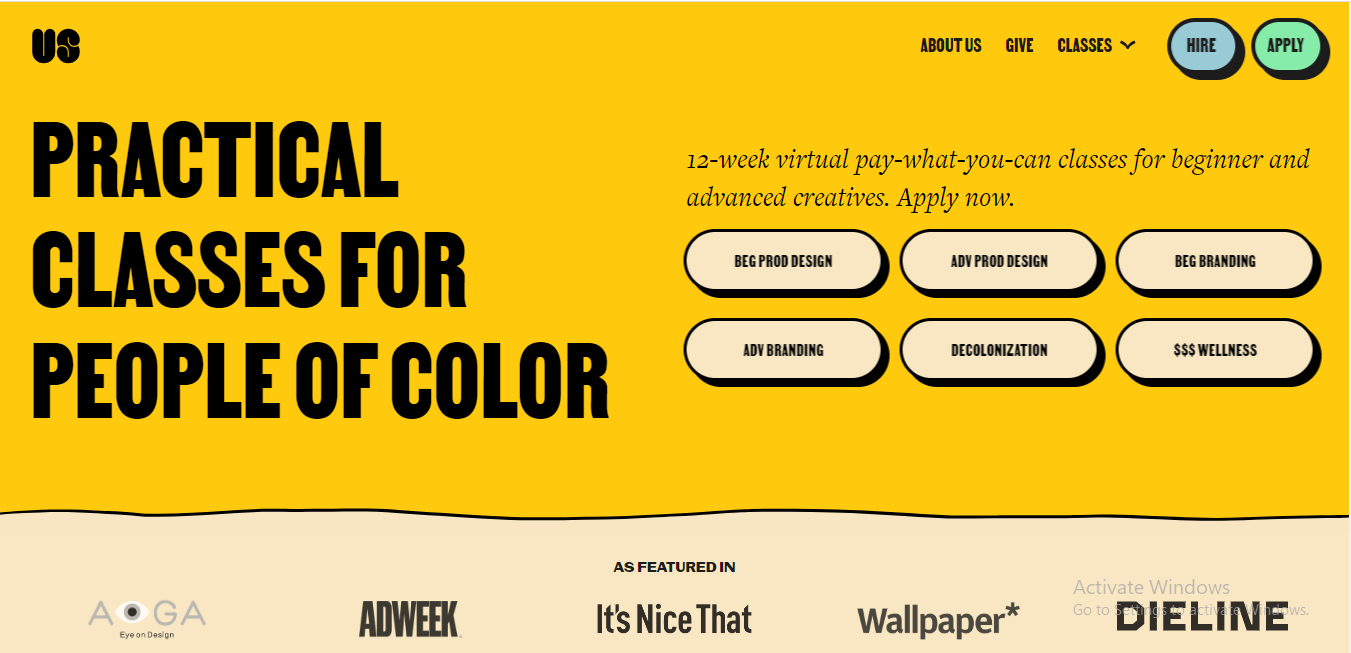 US
ABOUT US GIVE CLASSES HIRE APPLY
PRACTICAL
CLASSES FOR
PEOPLE OF COLOR
12-week virtual pay-what-you-can classes for beginner and
advanced creatives. Apply now.
BEG PROD DESIGN ADV PROD DESIGN BEG BRANDING
ADV BRANDING DECOLONIZATION $$$ WELLNESS
AS FEATURED IN
AIGA
Eye on Design
ADWEEK
It's Nice That
Wallpaper*
DIELINE
Activate Windows
Go to Settings to activate Windows.